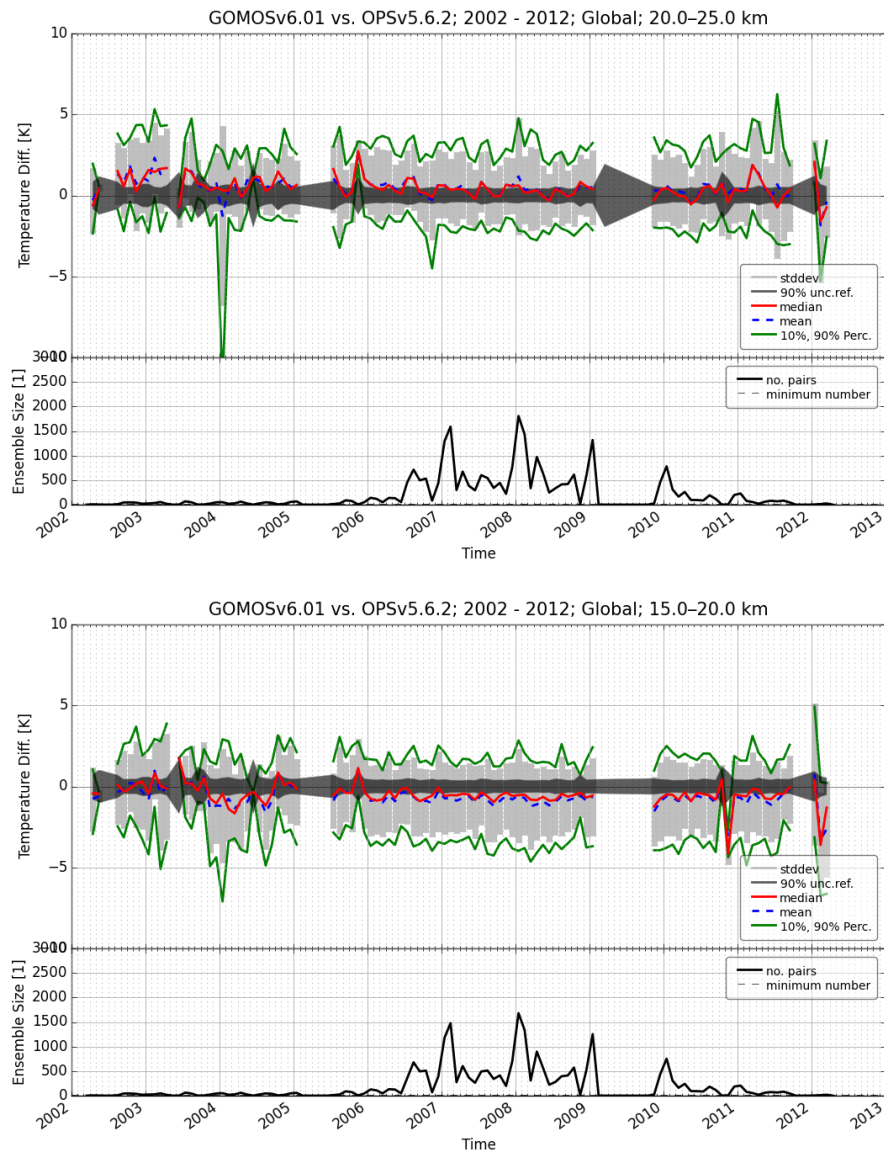 GOMOSv6.01 vs. OPSv5.6.2; 2002 - 2012; Global; 20.0–25.0 km
10
5
0
−5
−10
Temperature Diff. [K]
stddev
90% unc.ref.
median
mean
10%, 90% Perc.
3000
2500
2000
1500
1000
500
0
Ensemble Size [1]
no. pairs
minimum number
2002 2003 2004 2005 2006 2007 2008 2009 2010 2011 2012 2013
Time
GOMOSv6.01 vs. OPSv5.6.2; 2002 - 2012; Global; 15.0–20.0 km
10
5
0
−5
−10
Temperature Diff. [K]
stddev
90% unc.ref.
median
mean
10%, 90% Perc.
3000
2500
2000
1500
1000
500
0
Ensemble Size [1]
no. pairs
minimum number
2002 2003 2004 2005 2006 2007 2008 2009 2010 2011 2012 2013
Time